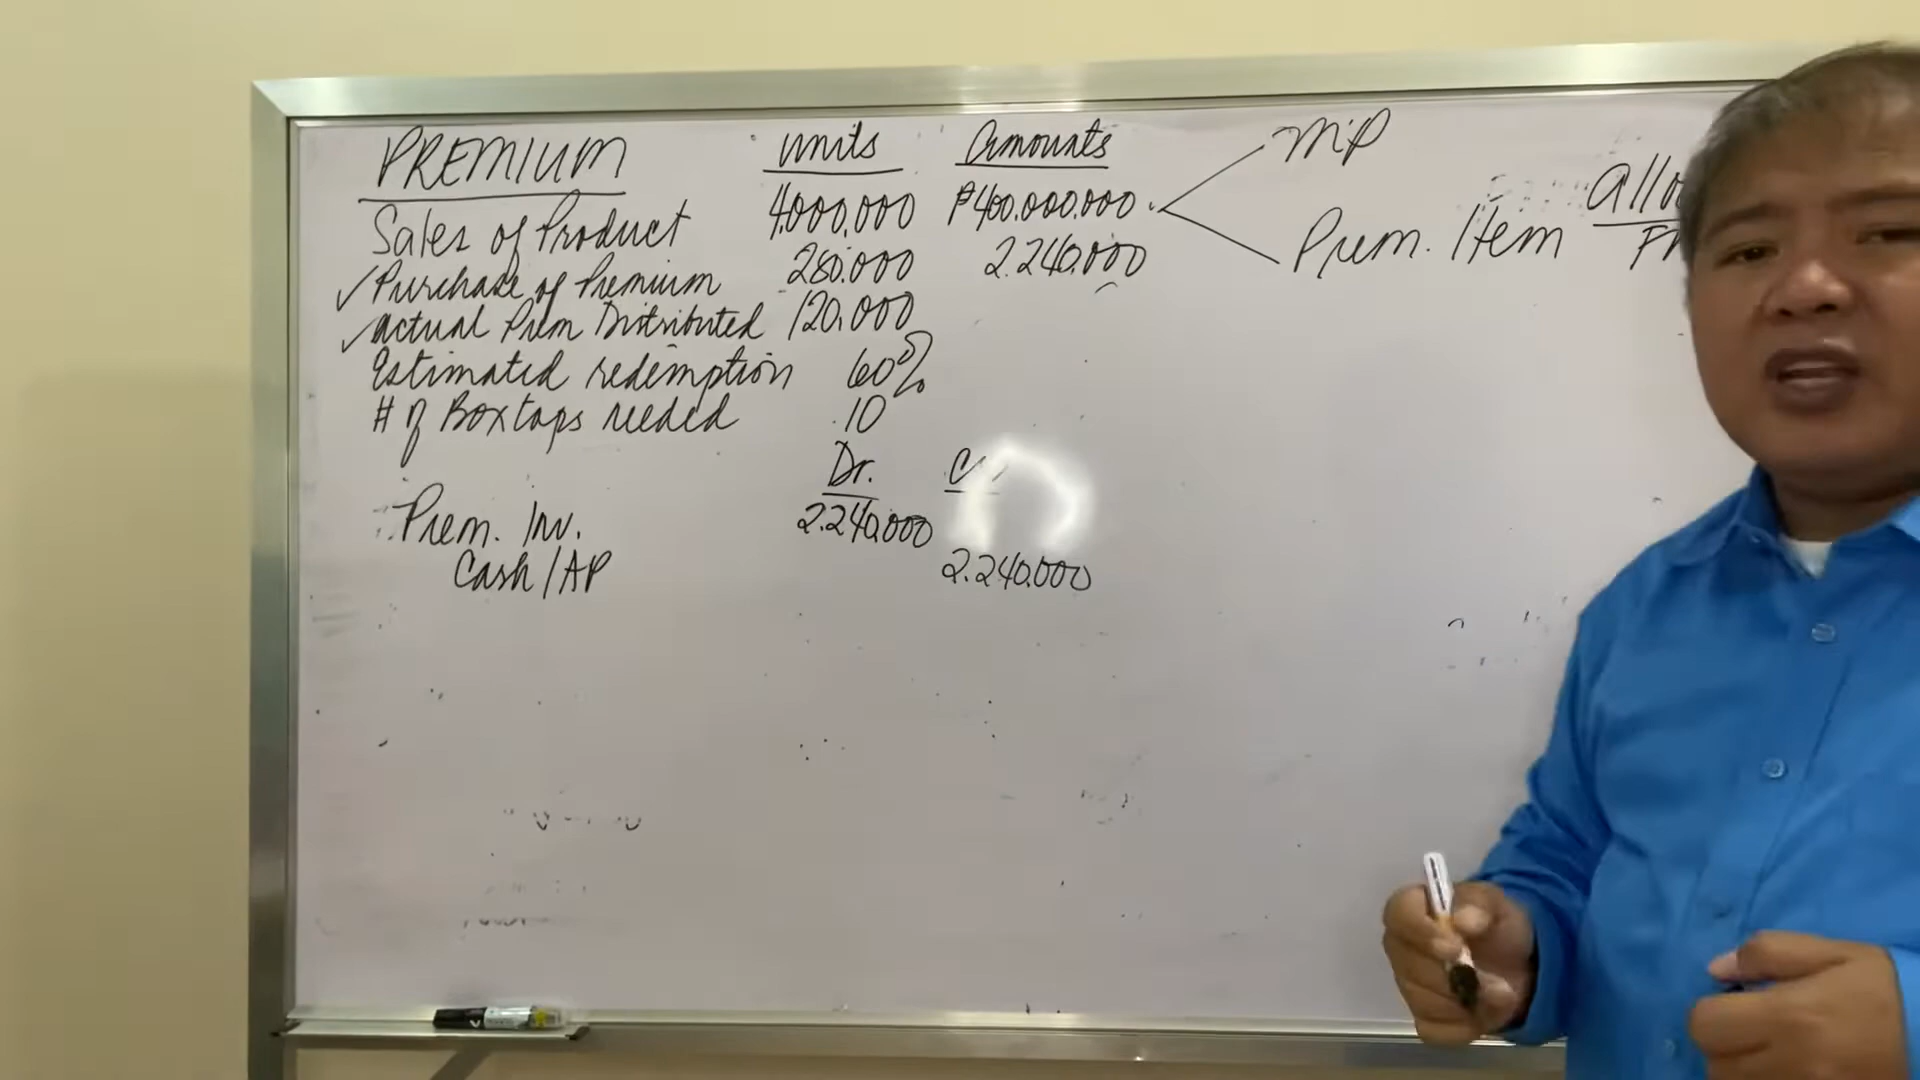 PREMIUM units Amounts
Sales of Product 4,000,000 ₱400,000,000
✓Purchase of Premium 280,000 2,240,000
✓Actual Prem Distributed 120,000
Estimated redemption 60%
# of Boxtops needed 10
Dr.
Prem. Inv. 2,240,000
Cash/AP 2,240,000
MP
Prem. Item